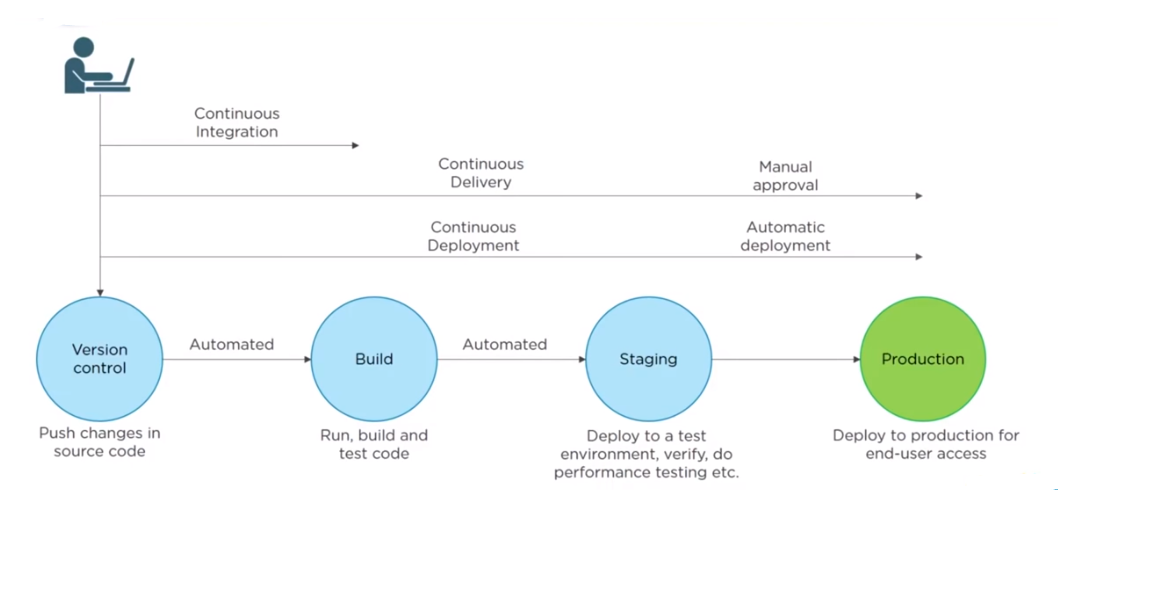 Continuous
Integration
Continuous
Delivery
Manual
approval
Continuous
Deployment
Automatic
deployment
Version
control
Automated
Build
Automated
Staging
Production
Push changes in
source code
Run, build and
test code
Deploy to a test
environment, verify, do
performance testing etc.
Deploy to production for
end-user access